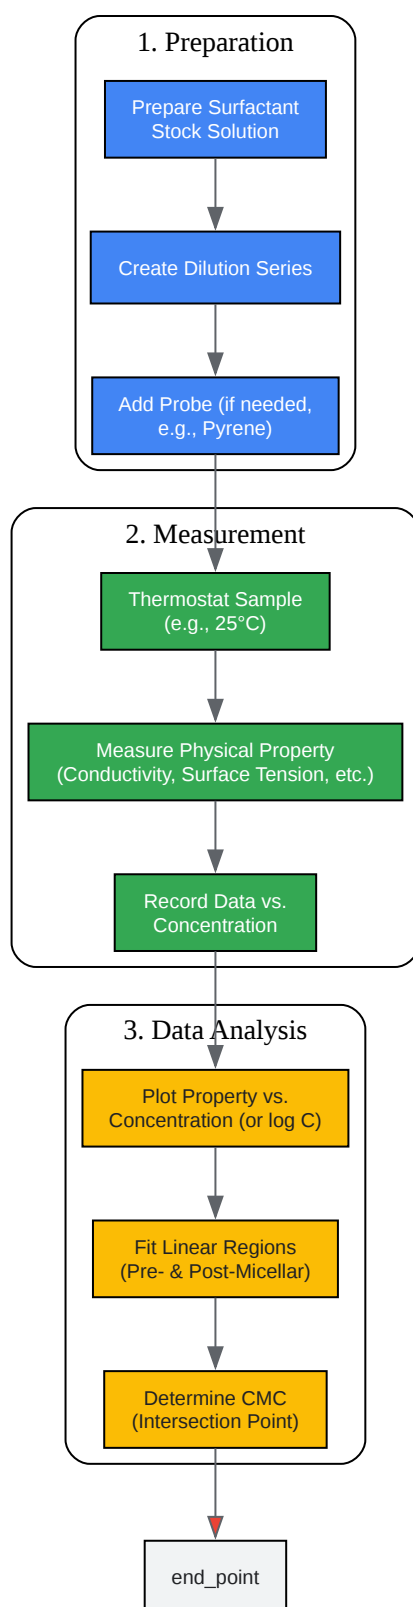 1. Preparation
Prepare Surfactant
Stock Solution
Create Dilution Series
Add Probe (if needed,
e.g., Pyrene)
2. Measurement
Thermostat Sample
(e.g., 25°C)
Measure Physical Property
(Conductivity, Surface Tension, etc.)
Record Data vs.
Concentration
3. Data Analysis
Plot Property vs.
Concentration (or log C)
Fit Linear Regions
(Pre- & Post-Micellar)
Determine CMC
(Intersection Point)
end_point